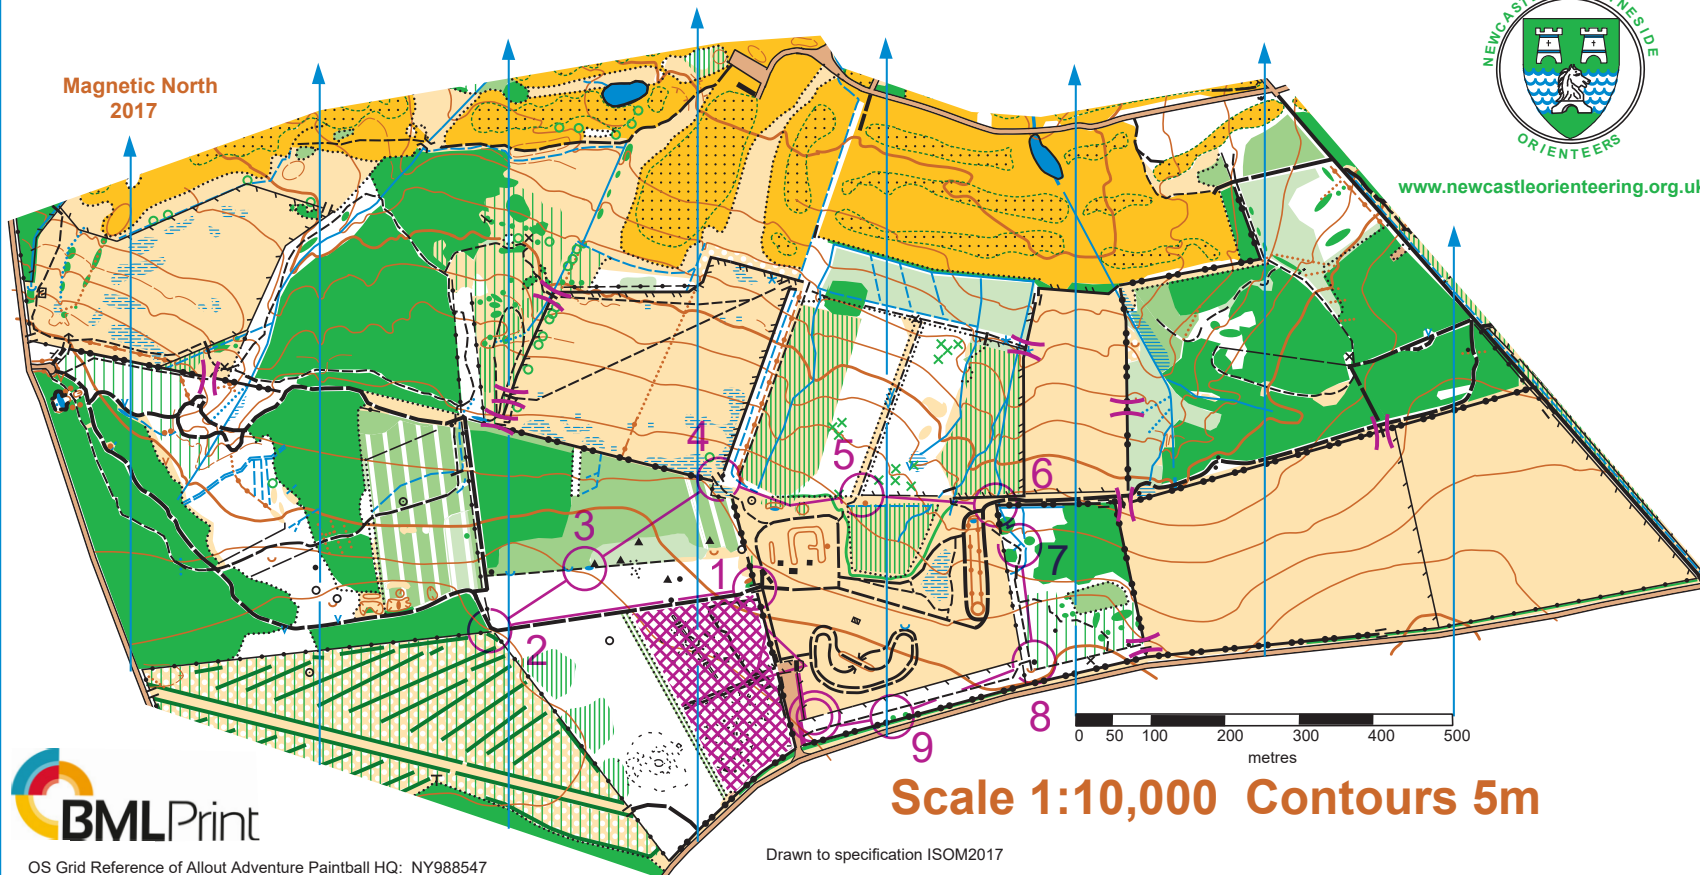 Magnetic North
2017
ORIENTEERS
www.newcastleorienteering.org.uk
4
5
6
3
1
7
2
8
9
0 50 100 200 300 400 500
metres
Scale 1:10,000 Contours 5m
BMLPrint
Drawn to specification ISOM2017
OS Grid Reference of Allout Adventure Paintball HQ: NY988547